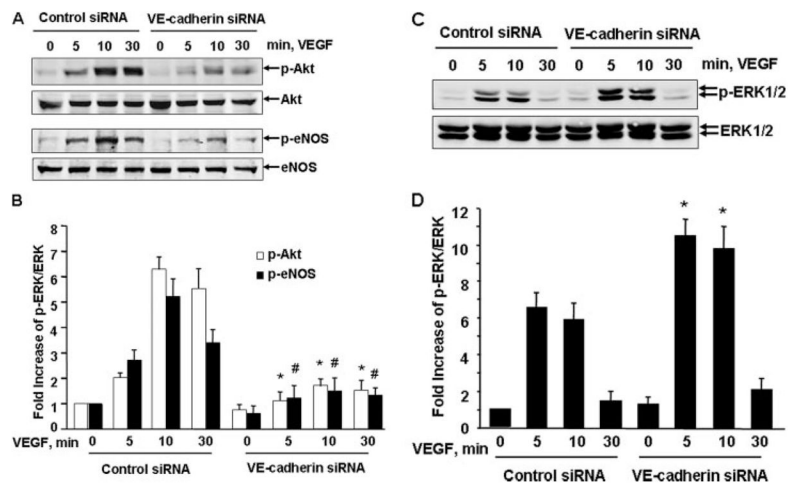 A
Control siRNA VE-cadherin siRNA
0 5 10 30 0 5 10 30 min, VEGF
p-Akt
Akt
p-eNOS
eNOS
B
Fold Increase of p-ERK/ERK
8
7
6
5
4
3
2
1
0
p-Akt
p-eNOS
* # * # * #
VEGF, min 0 5 10 30 0 5 10 30
Control siRNA VE-cadherin siRNA
C
Control siRNA VE-cadherin siRNA
0 5 10 30 0 5 10 30 min, VEGF
p-ERK1/2
ERK1/2
D
Fold Increase of p-ERK/ERK
12
10
8
6
4
2
0
* *
VEGF, min 0 5 10 30 0 5 10 30
Control siRNA VE-cadherin siRNA